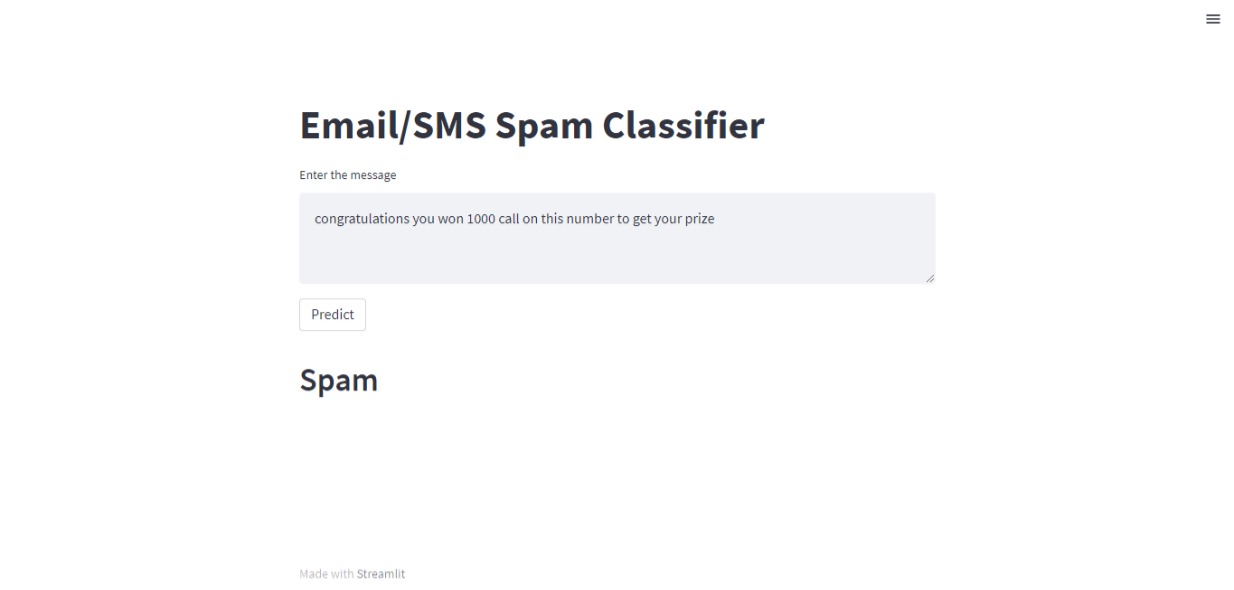 Email/SMS Spam Classifier
Enter the message
congratulations you won 1000 call on this number to get your prize
Predict
Spam
Made with Streamlit